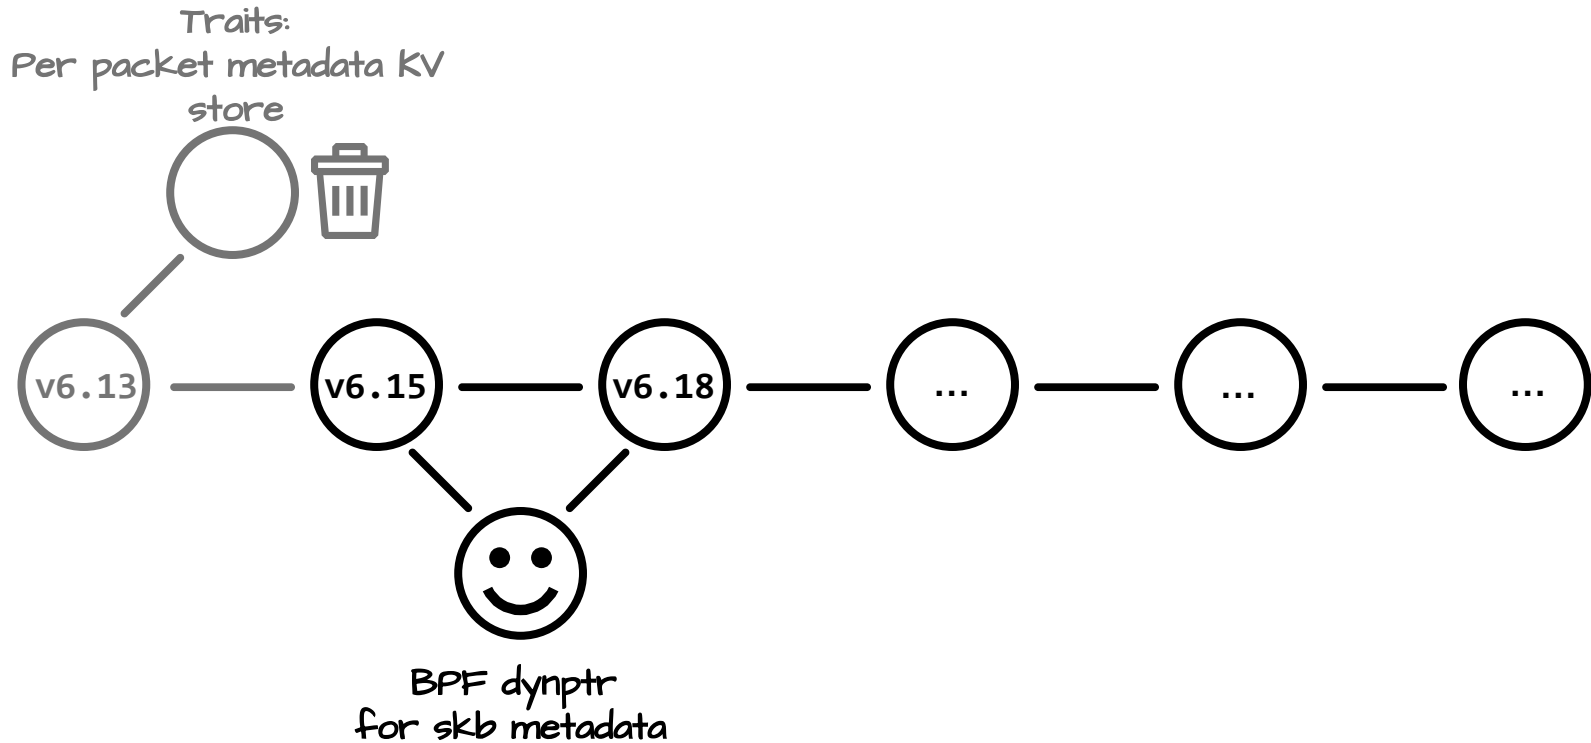 Traits:
Per packet metadata KV
store
v6.13
v6.15
v6.18
...
...
...
BPF dynptr
for skb metadata